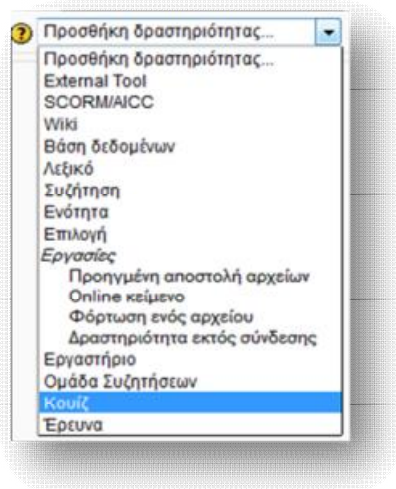 Προσθήκη δραστηριότητας...
Προσθήκη δραστηριότητας...
External Tool
SCORM/AICC
Wiki
Βάση δεδομένων
Λεξικό
Συζήτηση
Ενότητα
Επιλογή
Εργασίες
Προηγμένη αποστολή αρχείων
Online κείμενο
Φόρτωση ενός αρχείου
Δραστηριότητα εκτός σύνδεσης
Εργαστήριο
Ομάδα Συζητήσεων
Κουίζ
Έρευνα